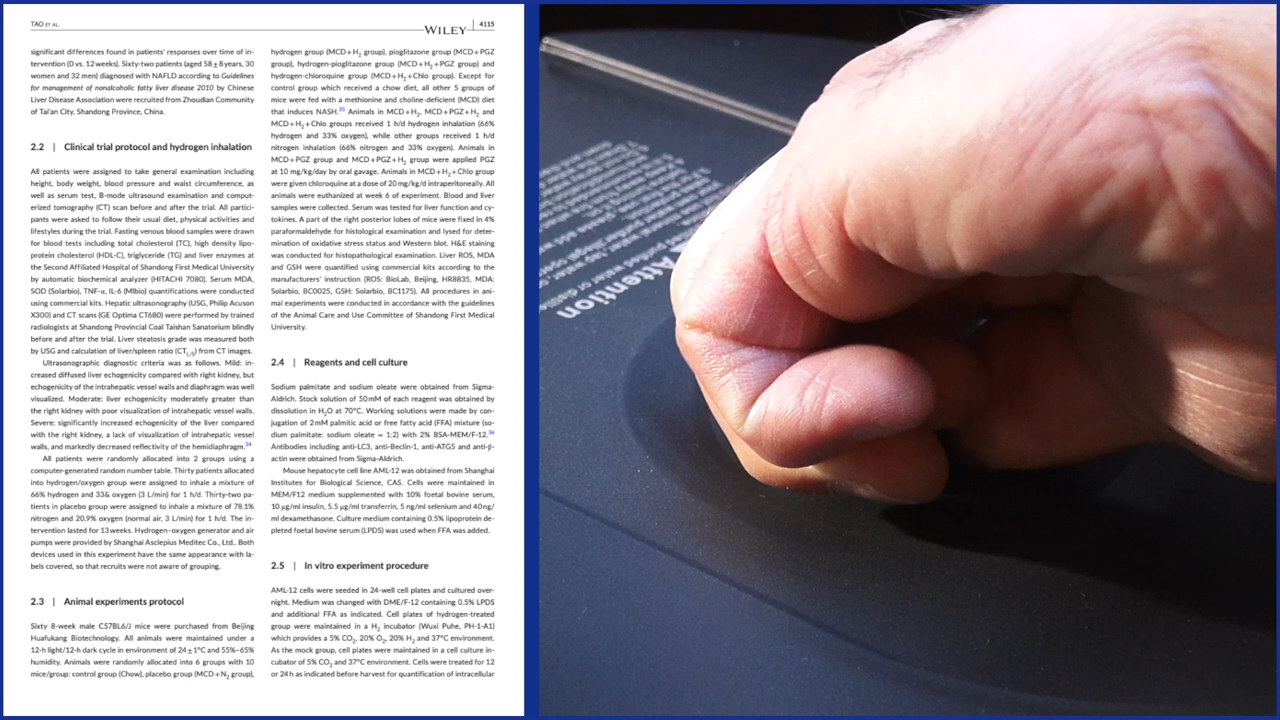 TAO ET AL.
WILEY
4115
significant differences found in patients' responses over time of in-
tervention (0 vs. 12 weeks). Sixty-two patients (aged 58 ± 8 years, 30
women and 32 men) diagnosed with NAFLD according to Guidelines
for management of nonalcoholic fatty liver disease 2010 by Chinese
Liver Disease Association were recruited from Zhoudian Community
of Tai'an City, Shandong Province, China.
2.2 | Clinical trial protocol and hydrogen inhalation
All patients were assigned to take general examination including
height, body weight, blood pressure and waist circumference, as
well as serum test, B-mode ultrasound examination and comput-
erized tomography (CT) scan before and after the trial. All partici-
pants were asked to follow their usual diet, physical activities and
lifestyles during the trial. Fasting venous blood samples were drawn
for blood tests including total cholesterol (TC), high density lipo-
protein cholesterol (HDL-C), triglyceride (TG) and liver enzymes at
the Second Affiliated Hospital of Shandong First Medical University
by automatic biochemical analyzer (HITACHI 7080). Serum MDA,
SOD (Solarbio), TNF-α, IL-6 (Mlbio) quantifications were conducted
using commercial kits. Hepatic ultrasonography (USG, Philip Acuson
X300) and CT scans (GE Optima CT680) were performed by trained
radiologists at Shandong Provincial Coal Taishan Sanatorium blindly
before and after the trial. Liver steatosis grade was measured both
by USG and calculation of liver/spleen ratio (CTL/S) from CT images.
Ultrasonographic diagnostic criteria was as follows. Mild: in-
creased diffused liver echogenicity compared with right kidney, but
echogenicity of the intrahepatic vessel walls and diaphragm was well
visualized. Moderate: liver echogenicity moderately greater than
the right kidney with poor visualization of intrahepatic vessel walls.
Severe: significantly increased echogenicity of the liver compared
with the right kidney, a lack of visualization of intrahepatic vessel
walls, and markedly decreased reflectivity of the hemidiaphragm.34
All patients were randomly allocated into 2 groups using a
computer-generated random number table. Thirty patients allocated
into hydrogen/oxygen group were assigned to inhale a mixture of
66% hydrogen and 33& oxygen (3 L/min) for 1 h/d. Thirty-two pa-
tients in placebo group were assigned to inhale a mixture of 78.1%
nitrogen and 20.9% oxygen (normal air, 3 L/min) for 1 h/d. The in-
tervention lasted for 13 weeks. Hydrogen-oxygen generator and air
pumps were provided by Shanghai Asclepius Meditec Co., Ltd.. Both
devices used in this experiment have the same appearance with la-
bels covered, so that recruits were not aware of grouping.
2.3 | Animal experiments protocol
Sixty 8-week male C57BL6/J mice were purchased from Beijing
Huafukang Biotechnology. All animals were maintained under a
12-h light/12-h dark cycle in environment of 24 ± 1°C and 55%–65%
humidity. Animals were randomly allocated into 6 groups with 10
mice/group: control group (Chow), placebo group (MCD + N2 group),
hydrogen group (MCD + H2 group), pioglitazone group (MCD + PGZ
group), hydrogen-pioglitazone group (MCD + H2 + PGZ group) and
hydrogen-chloroquine group (MCD + H2 + Chlo group). Except for
control group which received a chow diet, all other 5 groups of
mice were fed with a methionine and choline-deficient (MCD) diet
that induces NASH.35 Animals in MCD + H2, MCD + PGZ + H2 and
MCD + H2 + Chlo groups received 1 h/d hydrogen inhalation (66%
hydrogen and 33% oxygen), while other groups received 1 h/d
nitrogen inhalation (66% nitrogen and 33% oxygen). Animals in
MCD + PGZ group and MCD + PGZ + H2 group were applied PGZ
at 10 mg/kg/day by oral gavage. Animals in MCD + H2 + Chlo group
were given chloroquine at a dose of 20 mg/kg/d intraperitoneally. All
animals were euthanized at week 6 of experiment. Blood and liver
samples were collected. Serum was tested for liver function and cy-
tokines. A part of the right posterior lobes of mice were fixed in 4%
paraformaldehyde for histological examination and lysed for deter-
mination of oxidative stress status and Western blot. H&E staining
was conducted for histopathological examination. Liver ROS, MDA
and GSH were quantified using commercial kits according to the
manufacturers' instruction (ROS: BioLab, Beijing, HR8835, MDA:
Solarbio, BC0025, GSH: Solarbio, BC1175). All procedures in ani-
mal experiments were conducted in accordance with the guidelines
of the Animal Care and Use Committee of Shandong First Medical
University.
2.4 | Reagents and cell culture
Sodium palmitate and sodium oleate were obtained from Sigma-
Aldrich. Stock solution of 50 mM of each reagent was obtained by
dissolution in H2O at 70°C. Working solutions were made by con-
jugation of 2 mM palmitic acid or free fatty acid (FFA) mixture (so-
dium palmitate: sodium oleate = 1:2) with 2% BSA-MEM/F-12.36
Antibodies including anti-LC3, anti-Beclin-1, anti-ATG5 and anti-β-
actin were obtained from Sigma-Aldrich.
Mouse hepatocyte cell line AML-12 was obtained from Shanghai
Institutes for Biological Science, CAS. Cells were maintained in
MEM/F12 medium supplemented with 10% foetal bovine serum,
10 μg/ml insulin, 5.5 μg/ml transferrin, 5 ng/ml selenium and 40 ng/
ml dexamethasone. Culture medium containing 0.5% lipoprotein de-
pleted foetal bovine serum (LPDS) was used when FFA was added.
2.5 | In vitro experiment procedure
AML-12 cells were seeded in 24-well cell plates and cultured over-
night. Medium was changed with DME/F-12 containing 0.5% LPDS
and additional FFA as indicated. Cell plates of hydrogen-treated
group were maintained in a H2 incubator (Wuxi Puhe, PH-1-A1)
which provides a 5% CO2, 20% O2, 20% H2 and 37°C environment.
As the mock group, cell plates were maintained in a cell culture in-
cubator of 5% CO2 and 37°C environment. Cells were treated for 12
or 24 h as indicated before harvest for quantification of intracellular
Attention